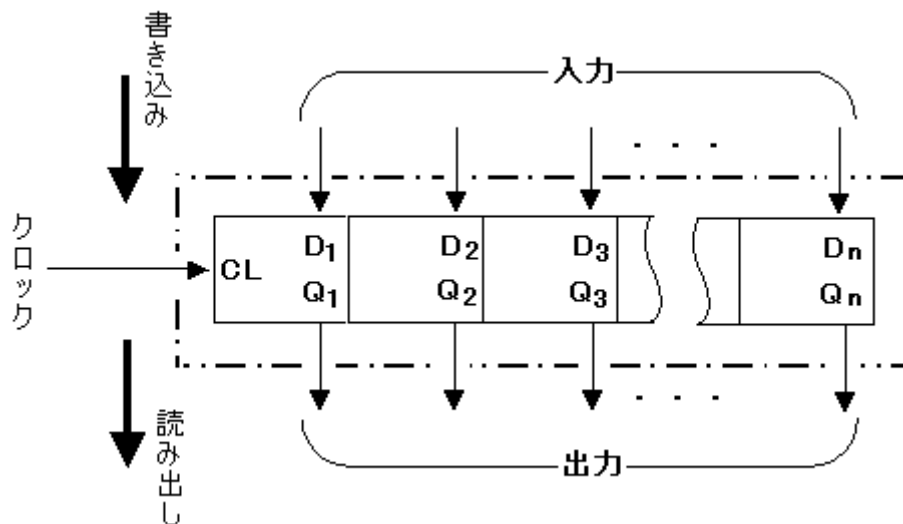 書き込み
入力
・ ・ ・
クロック
CL
D1 D2 D3 Dn
Q1 Q2 Q3 Qn
・ ・ ・
読み出し
出力